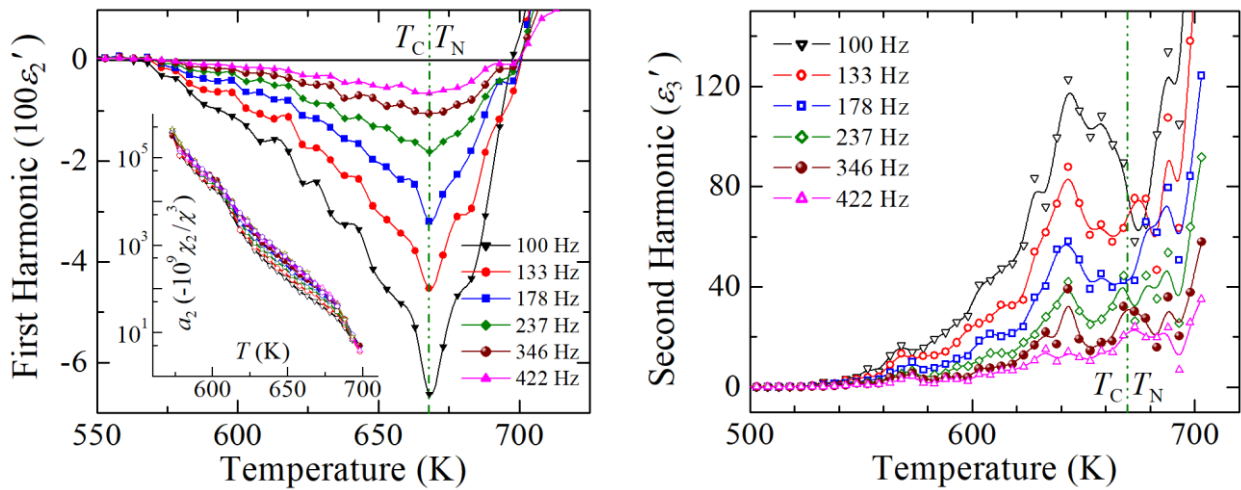 First Harmonic (100ε₂′)
0
-2
-4
-6
T_C T_N
100 Hz
133 Hz
178 Hz
237 Hz
346 Hz
422 Hz
a₂ (-10⁹χ₂/χ³)
10⁵
10³
10¹
T (K)
600
650
700
550 600 650 700
Temperature (K)
Second Harmonic (ε₃′)
120
80
40
0
100 Hz
133 Hz
178 Hz
237 Hz
346 Hz
422 Hz
T_C T_N
500 600 700
Temperature (K)